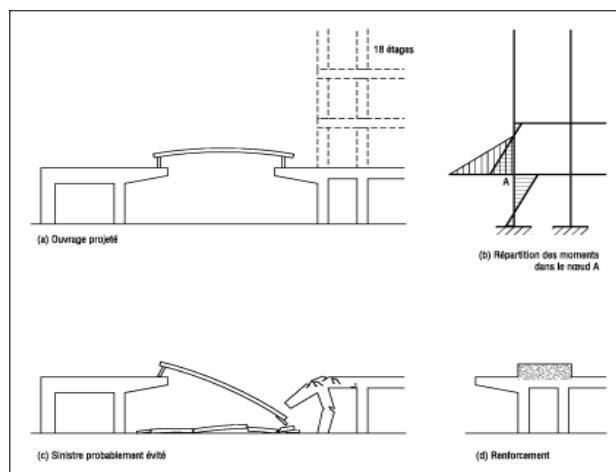 18 étages
(a) Ouvrage projeté
A
(b) Répartition des moments
dans le nœud A
(c) Sinistre probablement évité
(d) Renforcement